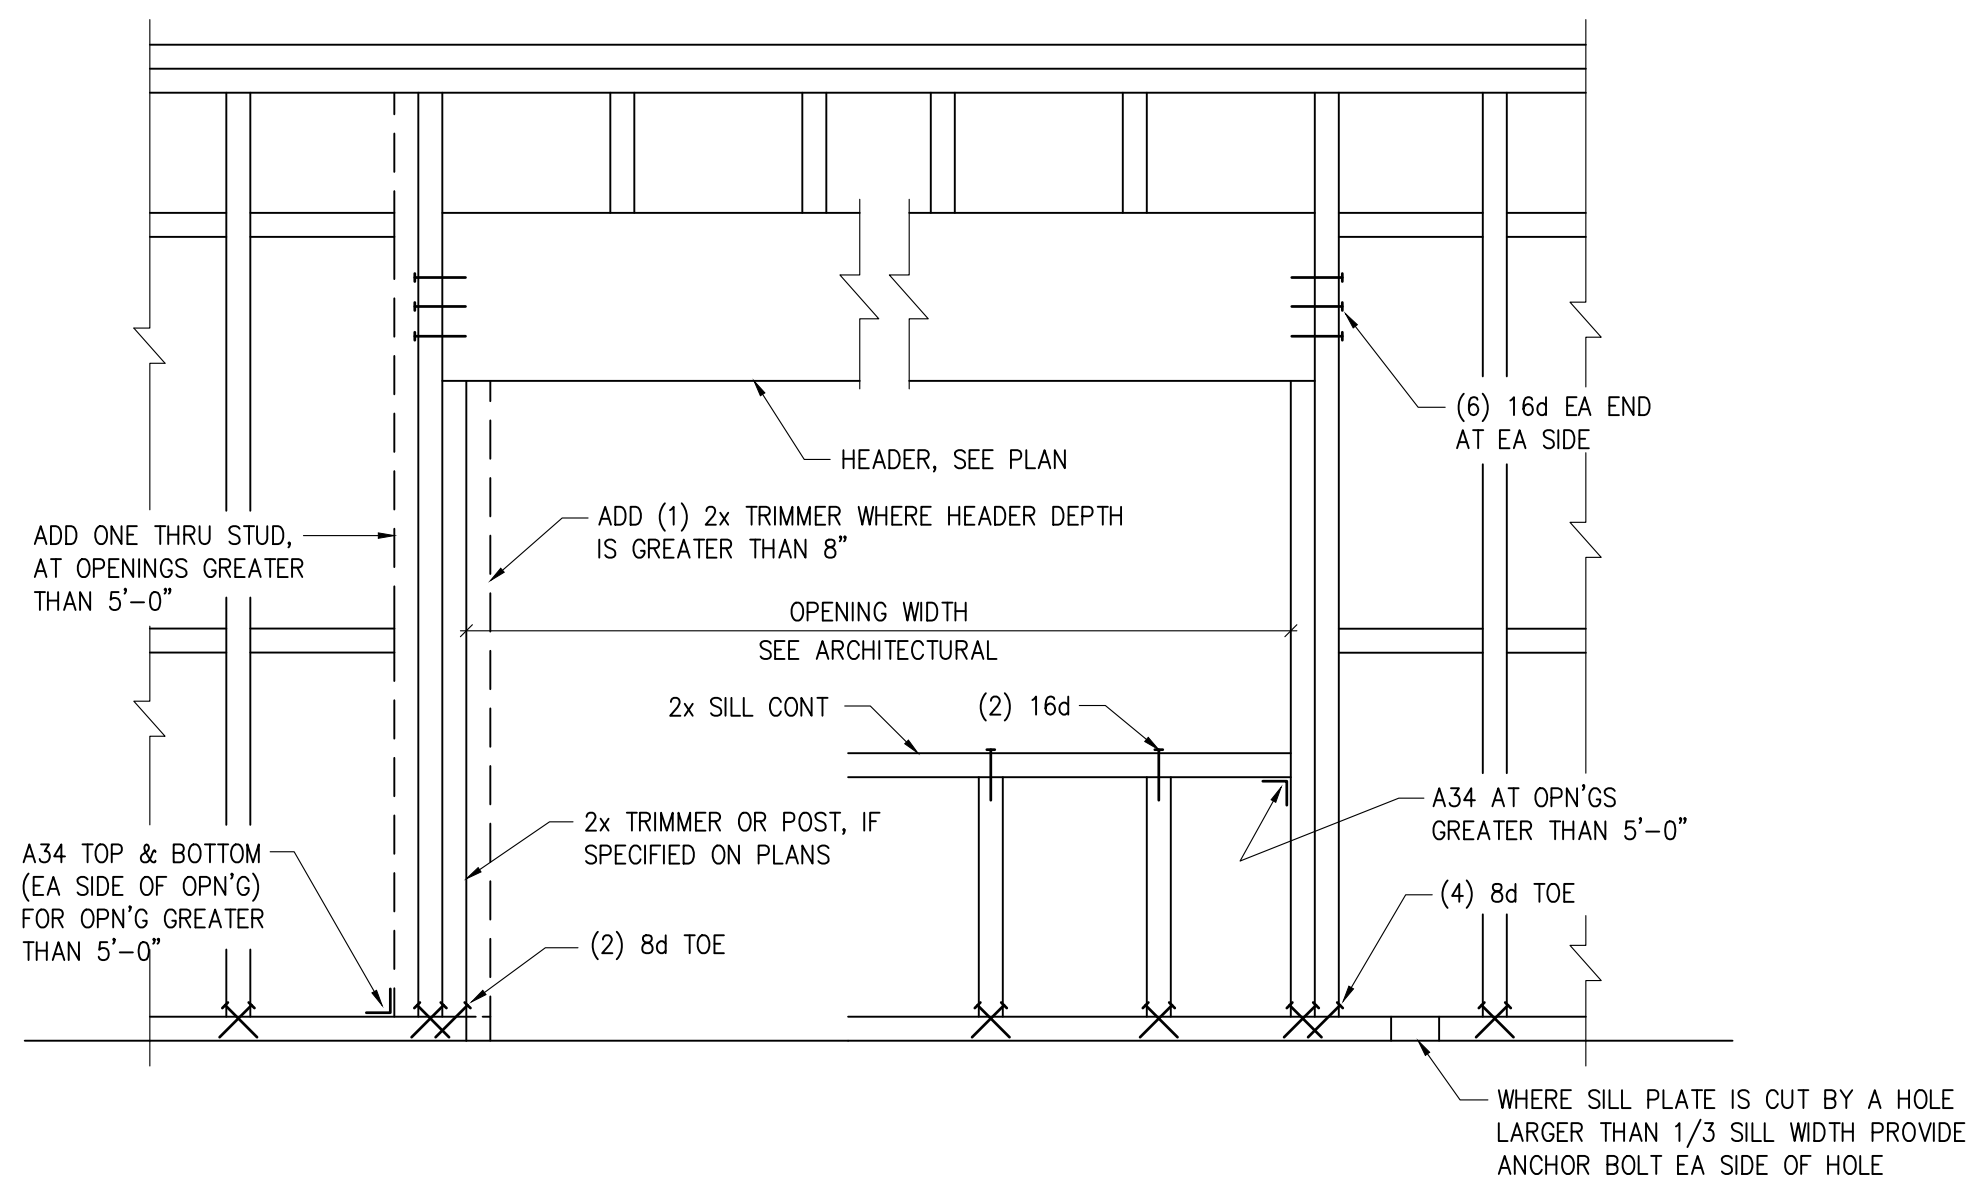 (6) 16d EA END
AT EA SIDE
HEADER, SEE PLAN
ADD (1) 2x TRIMMER WHERE HEADER DEPTH
IS GREATER THAN 8"
ADD ONE THRU STUD,
AT OPENINGS GREATER
THAN 5'-0"
OPENING WIDTH
SEE ARCHITECTURAL
2x SILL CONT
(2) 16d
A34 AT OPN'GS
GREATER THAN 5'-0"
2x TRIMMER OR POST, IF
SPECIFIED ON PLANS
A34 TOP & BOTTOM
(EA SIDE OF OPN'G)
FOR OPN'G GREATER
THAN 5'-0"
(4) 8d TOE
(2) 8d TOE
WHERE SILL PLATE IS CUT BY A HOLE
LARGER THAN 1/3 SILL WIDTH PROVIDE
ANCHOR BOLT EA SIDE OF HOLE